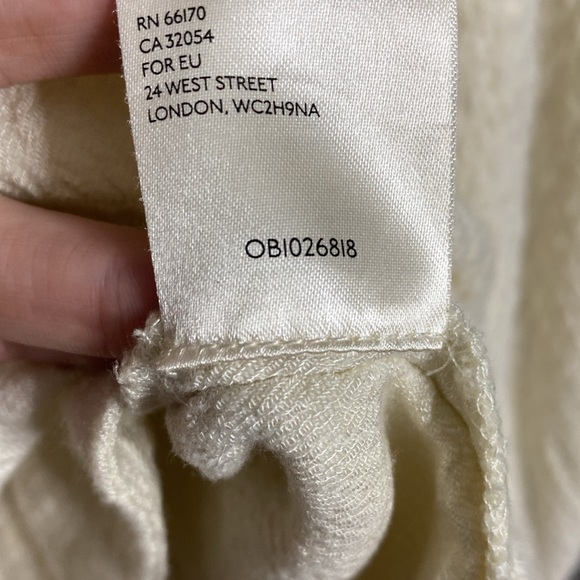 RN 66170
CA 32054
FOR EU
24 WEST STREET
LONDON, WC2H9NA
OB1026818